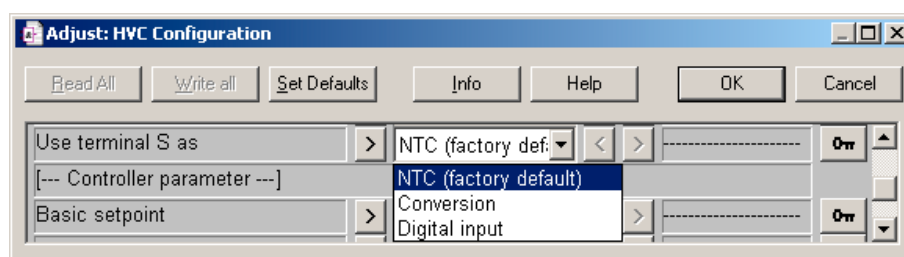 Adjust: HVC Configuration
Read All Write all Set Defaults Info Help OK Cancel
Use terminal S as > NTC (factory def: < > ----------------------
[--- Controller parameter ---] NTC (factory default)
Conversion
Basic setpoint > > ----------------------
Digital input